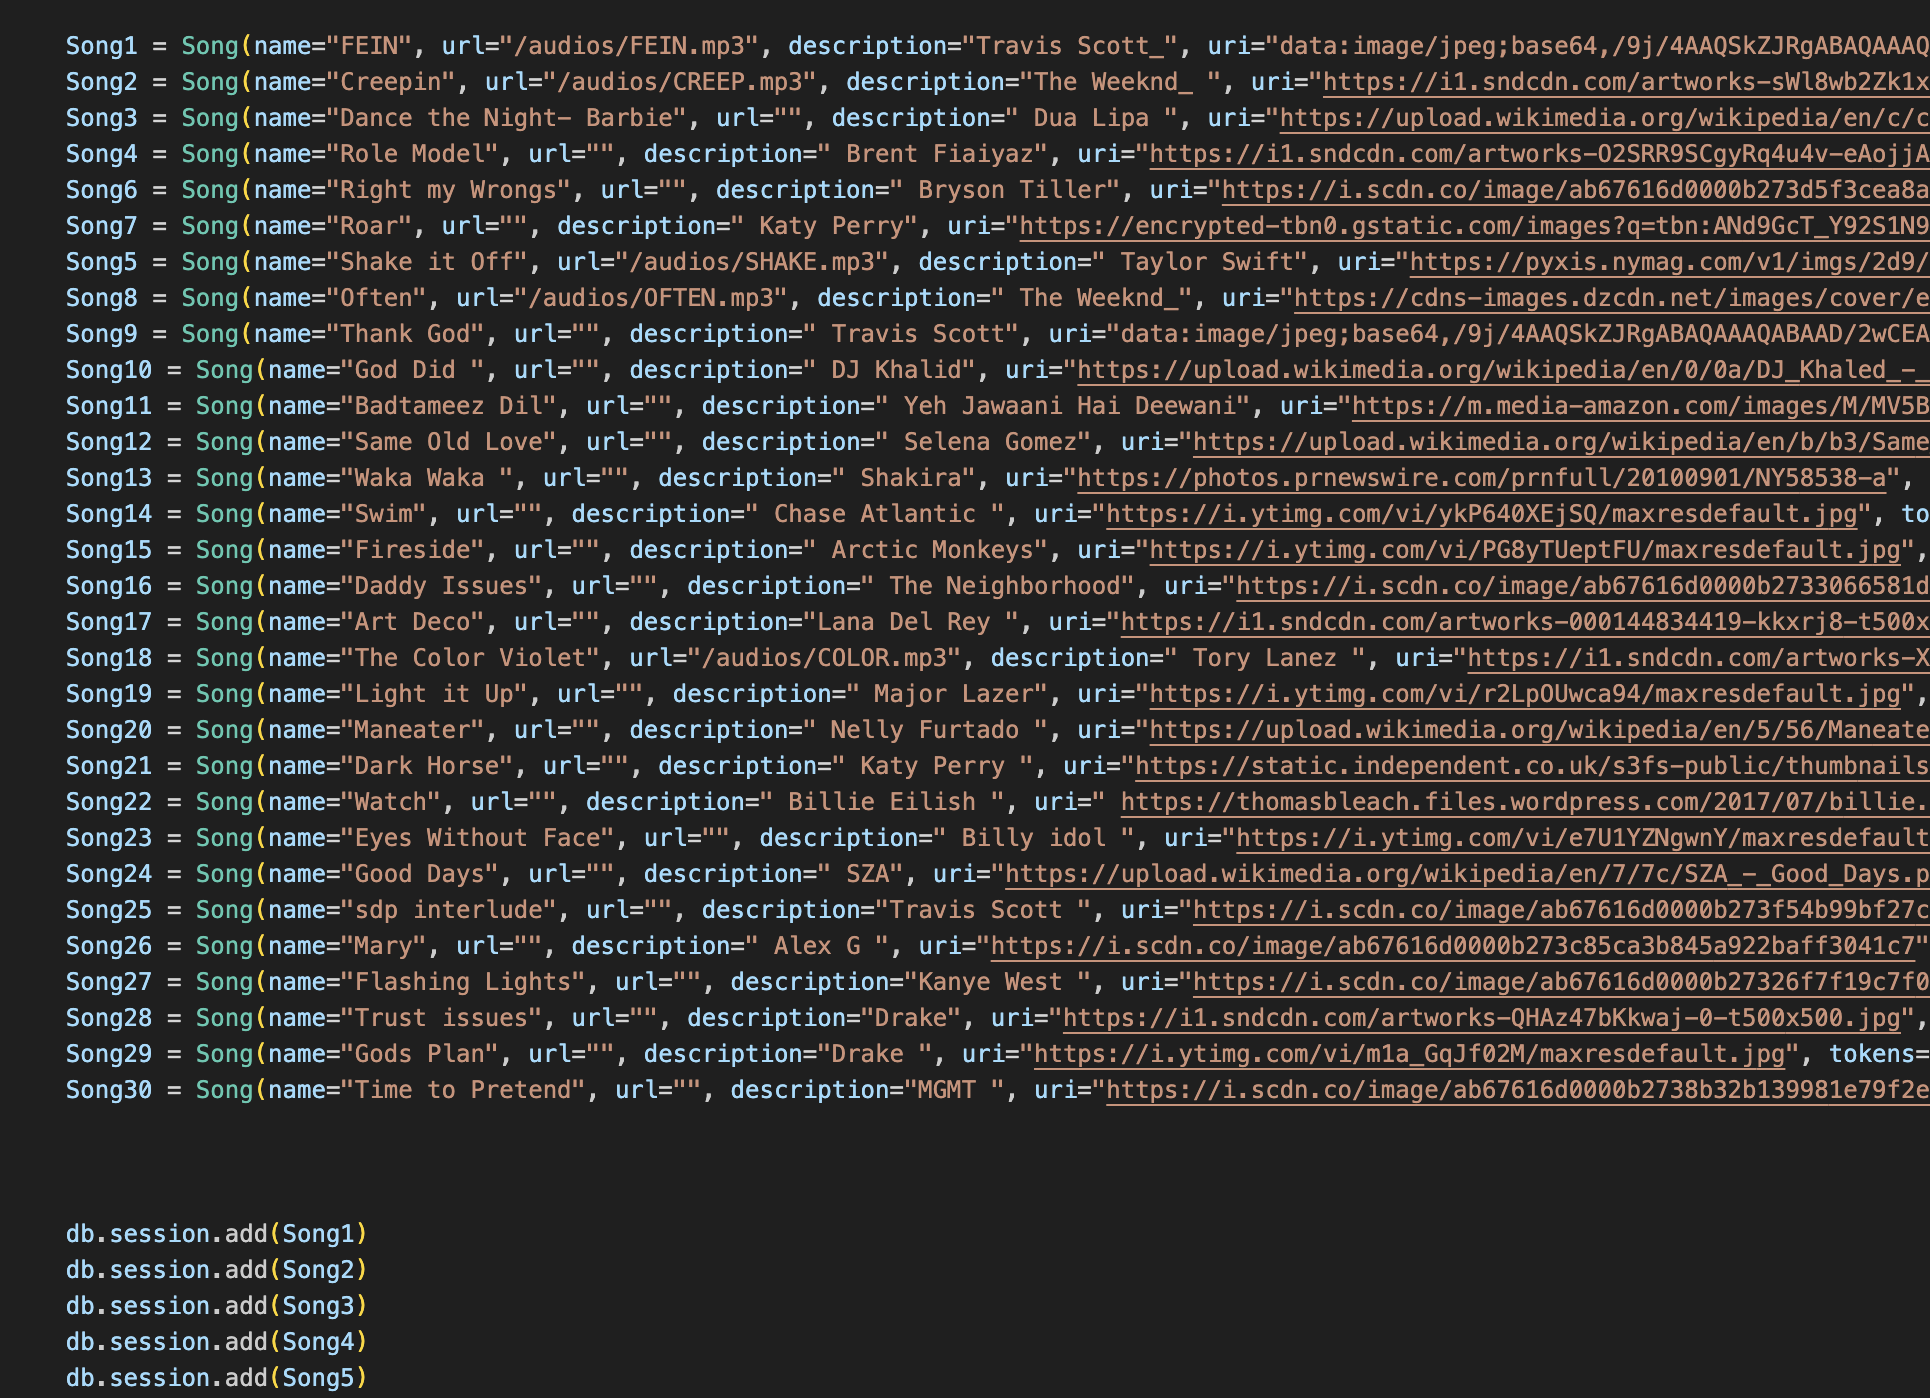 Song1 = Song(name="FEIN", url="/audios/FEIN.mp3", description="Travis Scott_", uri="data:image/jpeg;base64,/9j/4AAQSkZJRgABAQAAAQ
Song2 = Song(name="Creepin", url="/audios/CREEP.mp3", description="The Weeknd_ ", uri="https://i1.sndcdn.com/artworks-sWl8wb2Zk1x
Song3 = Song(name="Dance the Night- Barbie", url="", description=" Dua Lipa ", uri="https://upload.wikimedia.org/wikipedia/en/c/c
Song4 = Song(name="Role Model", url="", description=" Brent Fiaiyaz", uri="https://i1.sndcdn.com/artworks-O2SRR9SCgyRq4u4v-eAojjA
Song6 = Song(name="Right my Wrongs", url="", description=" Bryson Tiller", uri="https://i.scdn.co/image/ab67616d0000b273d5f3cea8a
Song7 = Song(name="Roar", url="", description=" Katy Perry", uri="https://encrypted-tbn0.gstatic.com/images?q=tbn:ANd9GcT_Y92S1N9
Song5 = Song(name="Shake it Off", url="/audios/SHAKE.mp3", description=" Taylor Swift", uri="https://pyxis.nymag.com/v1/imgs/2d9/
Song8 = Song(name="Often", url="/audios/OFTEN.mp3", description=" The Weeknd_", uri="https://cdns-images.dzcdn.net/images/cover/e
Song9 = Song(name="Thank God", url="", description=" Travis Scott", uri="data:image/jpeg;base64,/9j/4AAQSkZJRgABAQAAAQABAAD/2wCEA
Song10 = Song(name="God Did ", url="", description=" DJ Khalid", uri="https://upload.wikimedia.org/wikipedia/en/0/0a/DJ_Khaled_-_
Song11 = Song(name="Badtameez Dil", url="", description=" Yeh Jawaani Hai Deewani", uri="https://m.media-amazon.com/images/M/MV5B
Song12 = Song(name="Same Old Love", url="", description=" Selena Gomez", uri="https://upload.wikimedia.org/wikipedia/en/b/b3/Same
Song13 = Song(name="Waka Waka ", url="", description=" Shakira", uri="https://photos.prnewswire.com/prnfull/20100901/NY58538-a",
Song14 = Song(name="Swim", url="", description=" Chase Atlantic ", uri="https://i.ytimg.com/vi/ykP640XEjSQ/maxresdefault.jpg", to
Song15 = Song(name="Fireside", url="", description=" Arctic Monkeys", uri="https://i.ytimg.com/vi/PG8yTUeptFU/maxresdefault.jpg",
Song16 = Song(name="Daddy Issues", url="", description=" The Neighborhood", uri="https://i.scdn.co/image/ab67616d0000b2733066581d
Song17 = Song(name="Art Deco", url="", description="Lana Del Rey ", uri="https://i1.sndcdn.com/artworks-000144834419-kkxrj8-t500x
Song18 = Song(name="The Color Violet", url="/audios/COLOR.mp3", description=" Tory Lanez ", uri="https://i1.sndcdn.com/artworks-X
Song19 = Song(name="Light it Up", url="", description=" Major Lazer", uri="https://i.ytimg.com/vi/r2LpOUwca94/maxresdefault.jpg",
Song20 = Song(name="Maneater", url="", description=" Nelly Furtado ", uri="https://upload.wikimedia.org/wikipedia/en/5/56/Maneate
Song21 = Song(name="Dark Horse", url="", description=" Katy Perry ", uri="https://static.independent.co.uk/s3fs-public/thumbnails
Song22 = Song(name="Watch", url="", description=" Billie Eilish ", uri=" https://thomasbleach.files.wordpress.com/2017/07/billie.
Song23 = Song(name="Eyes Without Face", url="", description=" Billy idol ", uri="https://i.ytimg.com/vi/e7U1YZNgwnY/maxresdefault
Song24 = Song(name="Good Days", url="", description=" SZA", uri="https://upload.wikimedia.org/wikipedia/en/7/7c/SZA_-_Good_Days.p
Song25 = Song(name="sdp interlude", url="", description="Travis Scott ", uri="https://i.scdn.co/image/ab67616d0000b273f54b99bf27c
Song26 = Song(name="Mary", url="", description=" Alex G ", uri="https://i.scdn.co/image/ab67616d0000b273c85ca3b845a922baff3041c7"
Song27 = Song(name="Flashing Lights", url="", description="Kanye West ", uri="https://i.scdn.co/image/ab67616d0000b27326f7f19c7f0
Song28 = Song(name="Trust issues", url="", description="Drake", uri="https://i1.sndcdn.com/artworks-QHAz47bKkwaj-0-t500x500.jpg",
Song29 = Song(name="Gods Plan", url="", description="Drake ", uri="https://i.ytimg.com/vi/m1a_GqJf02M/maxresdefault.jpg", tokens=
Song30 = Song(name="Time to Pretend", url="", description="MGMT ", uri="https://i.scdn.co/image/ab67616d0000b2738b32b139981e79f2e
db.session.add(Song1)
db.session.add(Song2)
db.session.add(Song3)
db.session.add(Song4)
db.session.add(Song5)